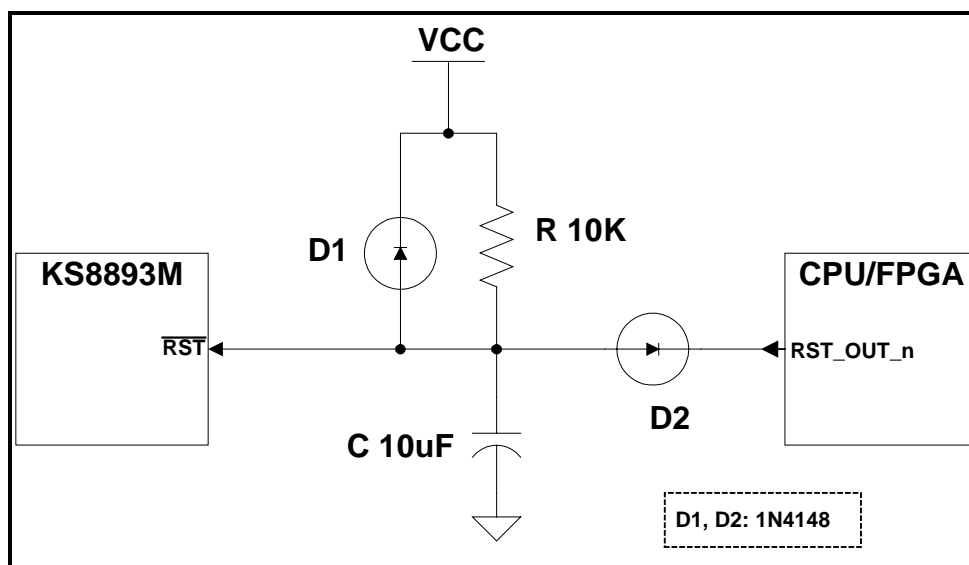 VCC
D1
R 10K
KS8893M
CPU/FPGA
RST
RST_OUT_n
D2
C 10uF
D1, D2: 1N4148